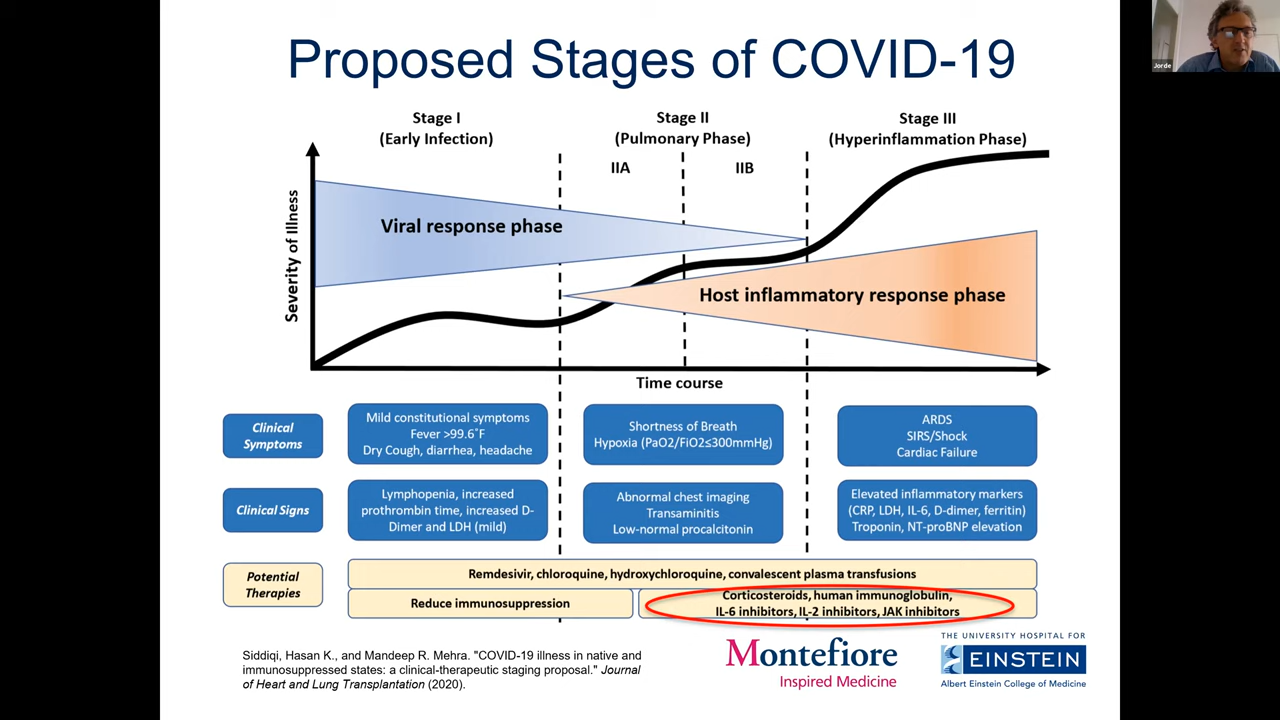 Proposed Stages of COVID-19
Jorde
Stage I
(Early Infection)
Stage II
(Pulmonary Phase)
Stage III
(Hyperinflammation Phase)
IIA
IIB
Severity of Illness
Viral response phase
Host inflammatory response phase
Time course
Clinical
Symptoms
Mild constitutional symptoms
Fever >99.6°F
Dry Cough, diarrhea, headache
Shortness of Breath
Hypoxia (PaO2/FiO2≤300mmHg)
ARDS
SIRS/Shock
Cardiac Failure
Clinical Signs
Lymphopenia, increased
prothrombin time, increased D-
Dimer and LDH (mild)
Abnormal chest imaging
Transaminitis
Low-normal procalcitonin
Elevated inflammatory markers
(CRP, LDH, IL-6, D-dimer, ferritin)
Troponin, NT-proBNP elevation
Potential
Therapies
Remdesivir, chloroquine, hydroxychloroquine, convalescent plasma transfusions
Reduce immunosuppression
Corticosteroids, human immunoglobulin,
IL-6 inhibitors, IL-2 inhibitors, JAK inhibitors
Siddiqi, Hasan K., and Mandeep R. Mehra. "COVID-19 illness in native and
immunosuppressed states: a clinical-therapeutic staging proposal." Journal
of Heart and Lung Transplantation (2020).
Montefiore
Inspired Medicine
THE UNIVERSITY HOSPITAL FOR
EINSTEIN
Albert Einstein College of Medicine